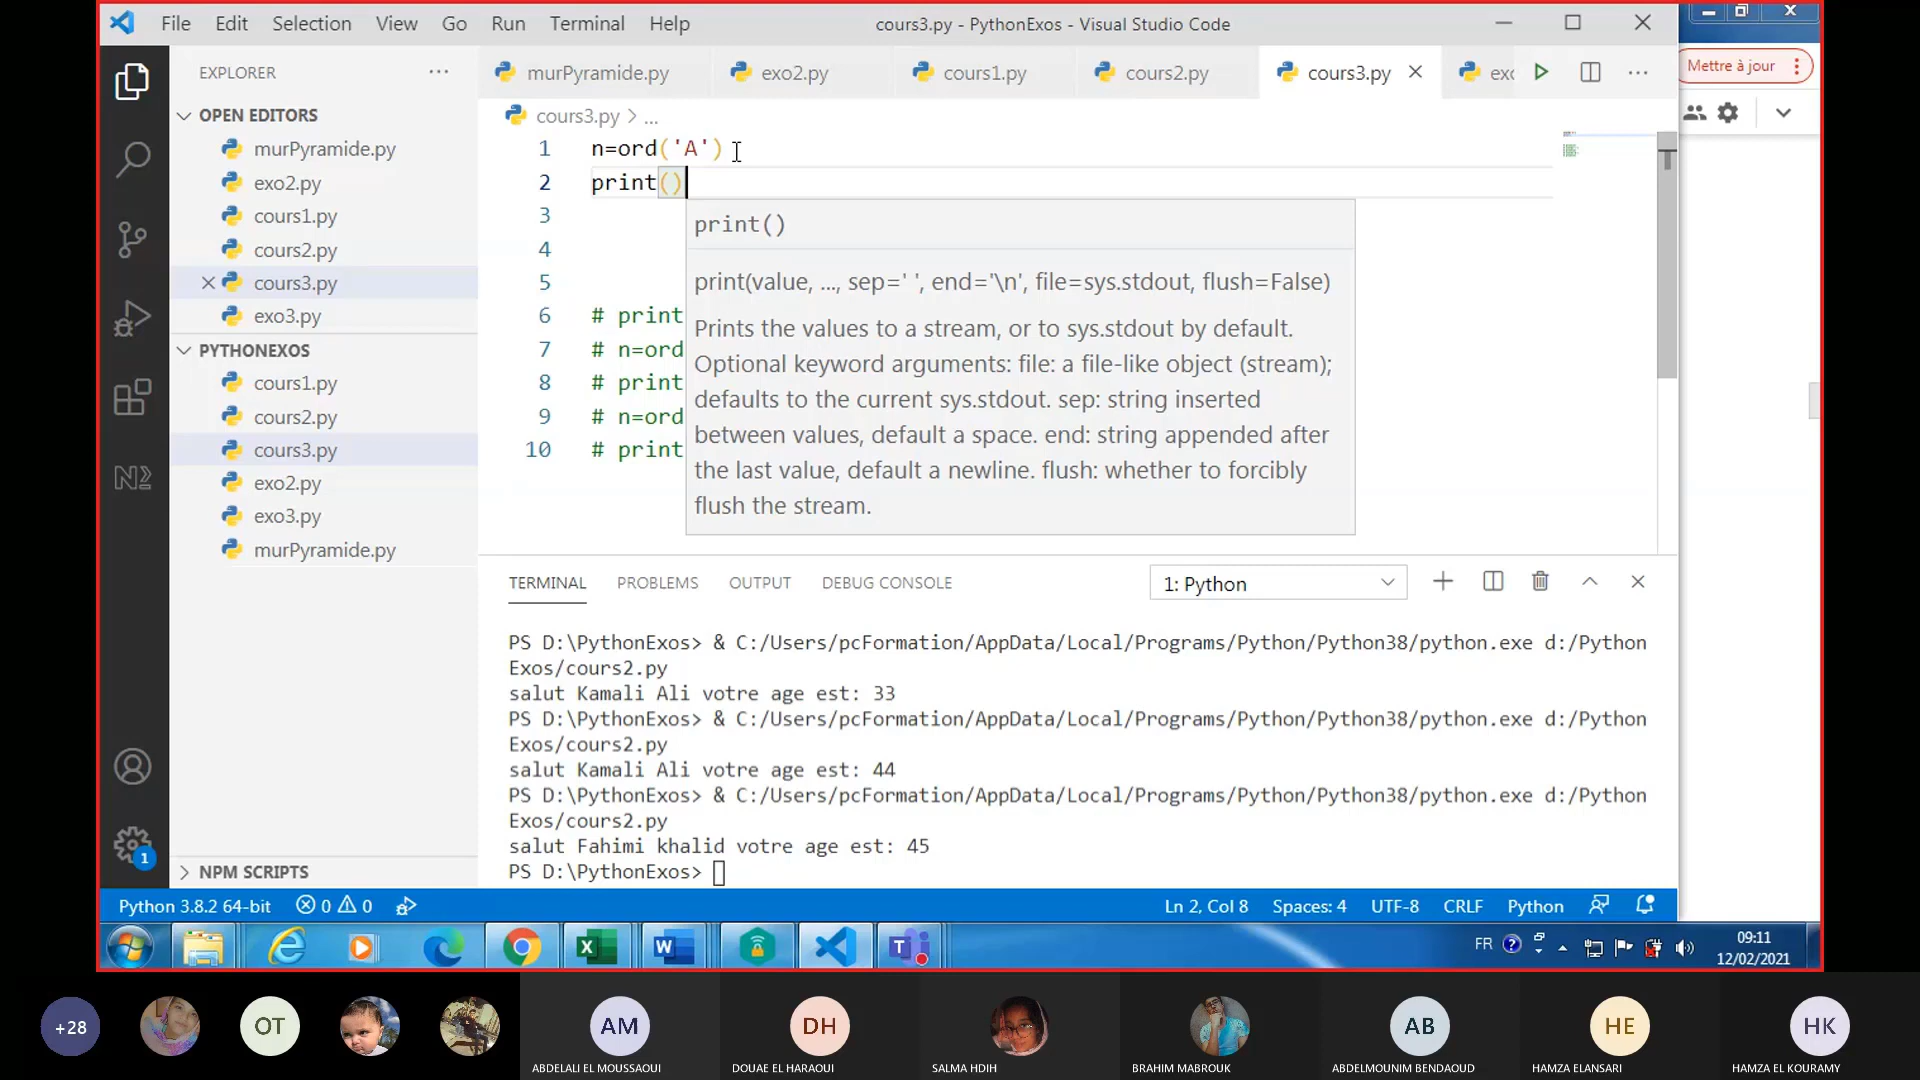 File Edit Selection View Go Run Terminal Help
cours3.py - PythonExos - Visual Studio Code
Mettre à jour
EXPLORER
OPEN EDITORS
murPyramide.py
exo2.py
cours1.py
cours2.py
cours3.py
exo3.py
PYTHONEXOS
cours1.py
cours2.py
cours3.py
exo2.py
exo3.py
murPyramide.py
NPM SCRIPTS
1
murPyramide.py exo2.py cours1.py cours2.py cours3.py exo
cours3.py > ...
1 n=ord('A')
2 print()
3
4
5
6 # print
7 # n=ord
8 # print
9 # n=ord
10 # print
print()
print(value, ..., sep=' ', end='\n', file=sys.stdout, flush=False)
Prints the values to a stream, or to sys.stdout by default.
Optional keyword arguments: file: a file-like object (stream);
defaults to the current sys.stdout. sep: string inserted
between values, default a space. end: string appended after
the last value, default a newline. flush: whether to forcibly
flush the stream.
TERMINAL PROBLEMS OUTPUT DEBUG CONSOLE
1: Python
PS D:\PythonExos> & C:/Users/pcFormation/AppData/Local/Programs/Python/Python38/python.exe d:/Python
Exos/cours2.py
salut Kamali Ali votre age est: 33
PS D:\PythonExos> & C:/Users/pcFormation/AppData/Local/Programs/Python/Python38/python.exe d:/Python
Exos/cours2.py
salut Kamali Ali votre age est: 44
PS D:\PythonExos> & C:/Users/pcFormation/AppData/Local/Programs/Python/Python38/python.exe d:/Python
Exos/cours2.py
salut Fahimi khalid votre age est: 45
PS D:\PythonExos>
Python 3.8.2 64-bit 0 0
Ln 2, Col 8 Spaces: 4 UTF-8 CRLF Python
FR
09:11
12/02/2021
+28 OT AM DH AB HE HK
ABDELALI EL MOUSSAOUI DOUAE EL HARAOUI SALMA HDIH BRAHIM MABROUK ABDELMOUNIM BENDAOUD HAMZA ELANSARI HAMZA EL KOURAMY